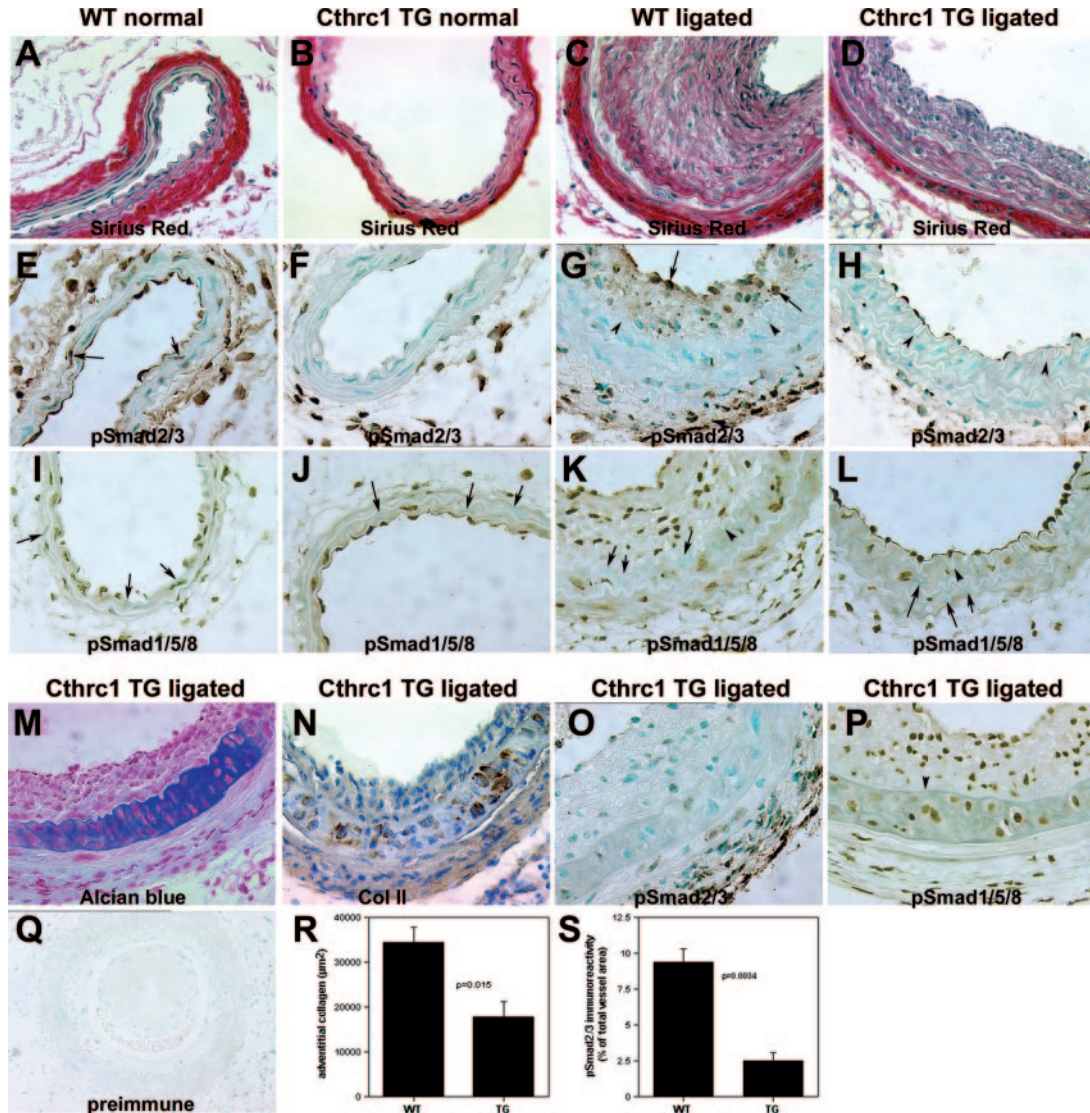 WT normal
Cthrc1 TG normal
WT ligated
Cthrc1 TG ligated
A
Sirius Red
B
Sirius Red
C
Sirius Red
D
Sirius Red
E
pSmad2/3
F
pSmad2/3
G
pSmad2/3
H
pSmad2/3
I
pSmad1/5/8
J
pSmad1/5/8
K
pSmad1/5/8
L
pSmad1/5/8
Cthrc1 TG ligated
Cthrc1 TG ligated
Cthrc1 TG ligated
Cthrc1 TG ligated
M
Alcian blue
N
Col II
O
pSmad2/3
P
pSmad1/5/8
Q
preimmune
R
adventitial collagen (µm2)
40000
30000
20000
10000
0
p=0.015
WT
TG
S
pSmad2/3 immunoreactivity
(% of total vessel area)
12.5
10
7.5
5
2.5
0
p=0.0034
WT
TG